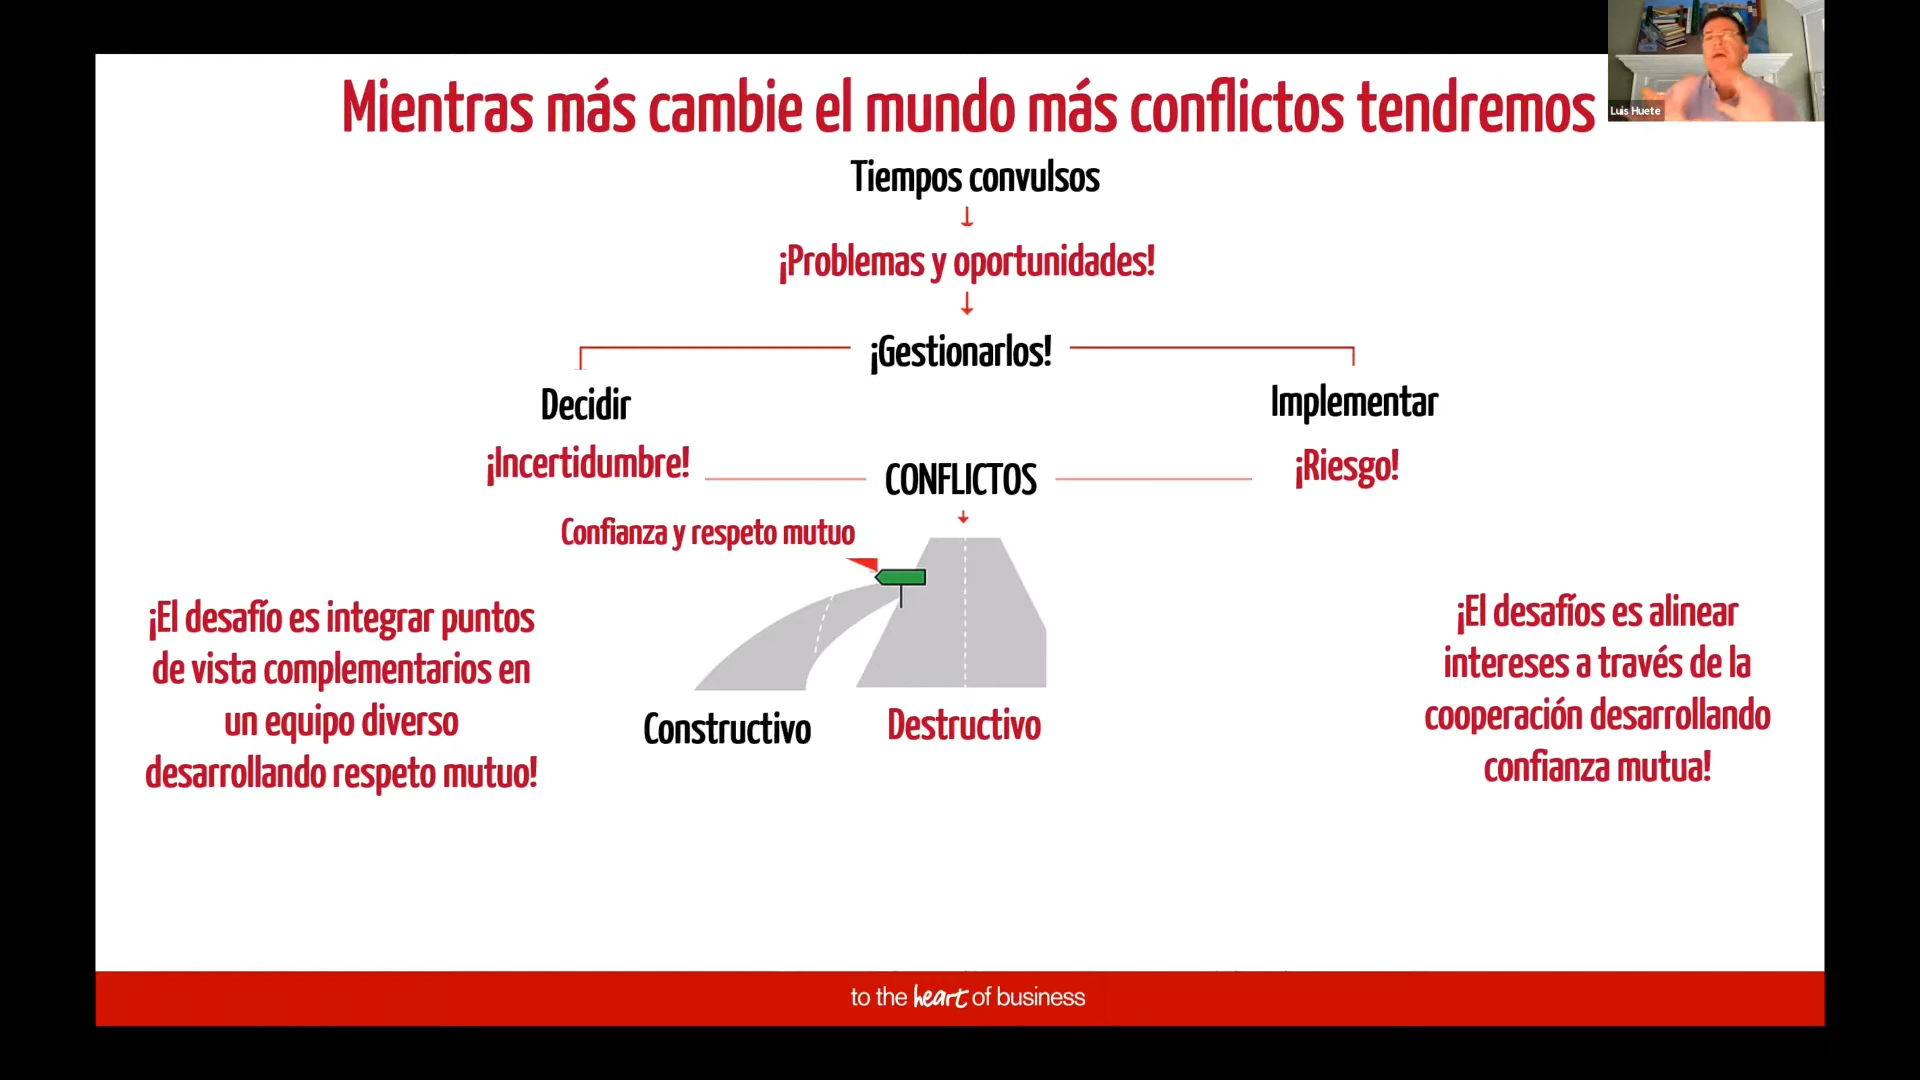 Mientras más cambie el mundo más conflictos tendremos
Luis Huete
Tiempos convulsos
¡Problemas y oportunidades!
¡Gestionarlos!
Decidir
Implementar
¡Incertidumbre!
CONFLICTOS
¡Riesgo!
Confianza y respeto mutuo
¡El desafío es integrar puntos
de vista complementarios en
un equipo diverso
desarrollando respeto mutuo!
Constructivo
Destructivo
¡El desafíos es alinear
intereses a través de la
cooperación desarrollando
confianza mutua!
to the heart of business